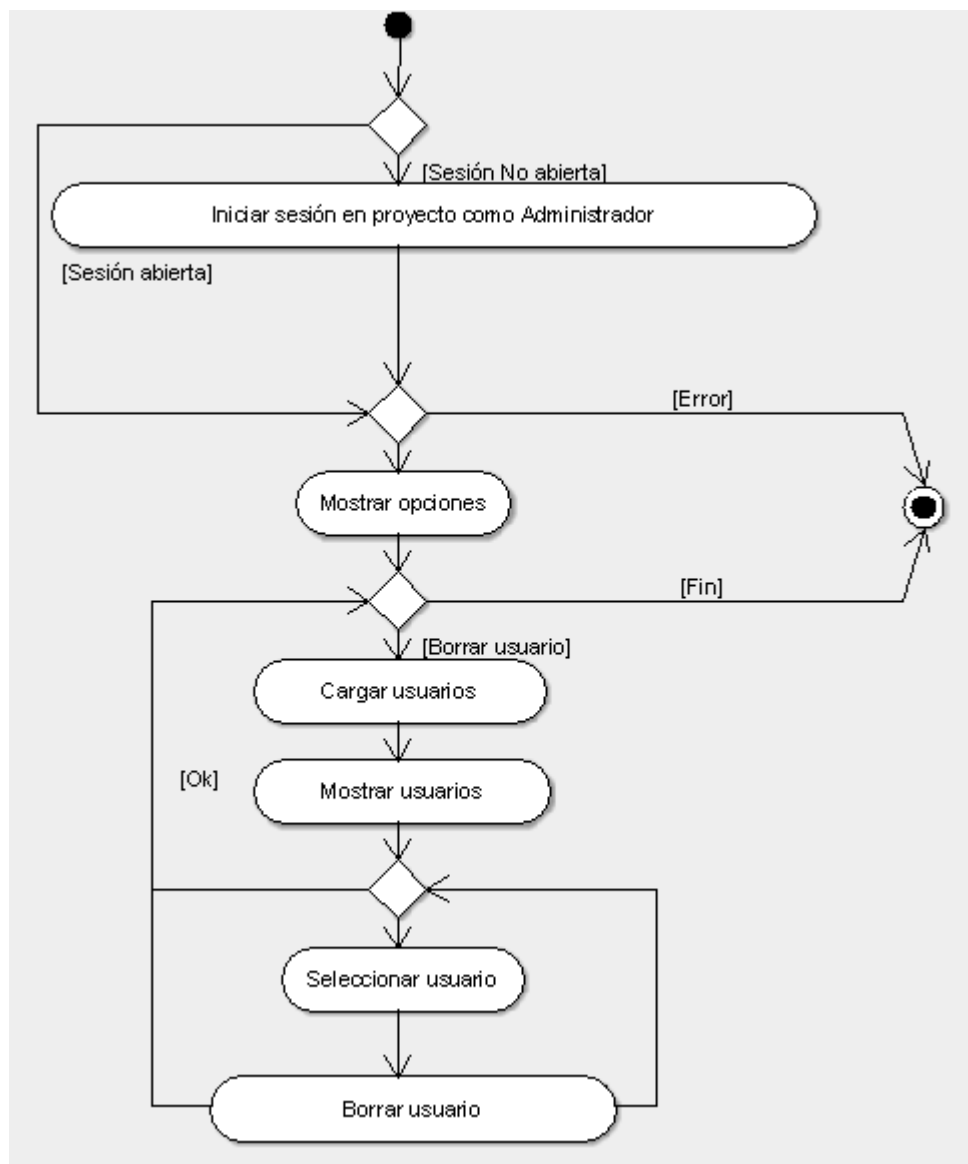 [Sesión No abierta]
Iniciar sesión en proyecto como Administrador
[Sesión abierta]
[Error]
Mostrar opciones
[Fin]
[Borrar usuario]
Cargar usuarios
[Ok]
Mostrar usuarios
Seleccionar usuario
Borrar usuario